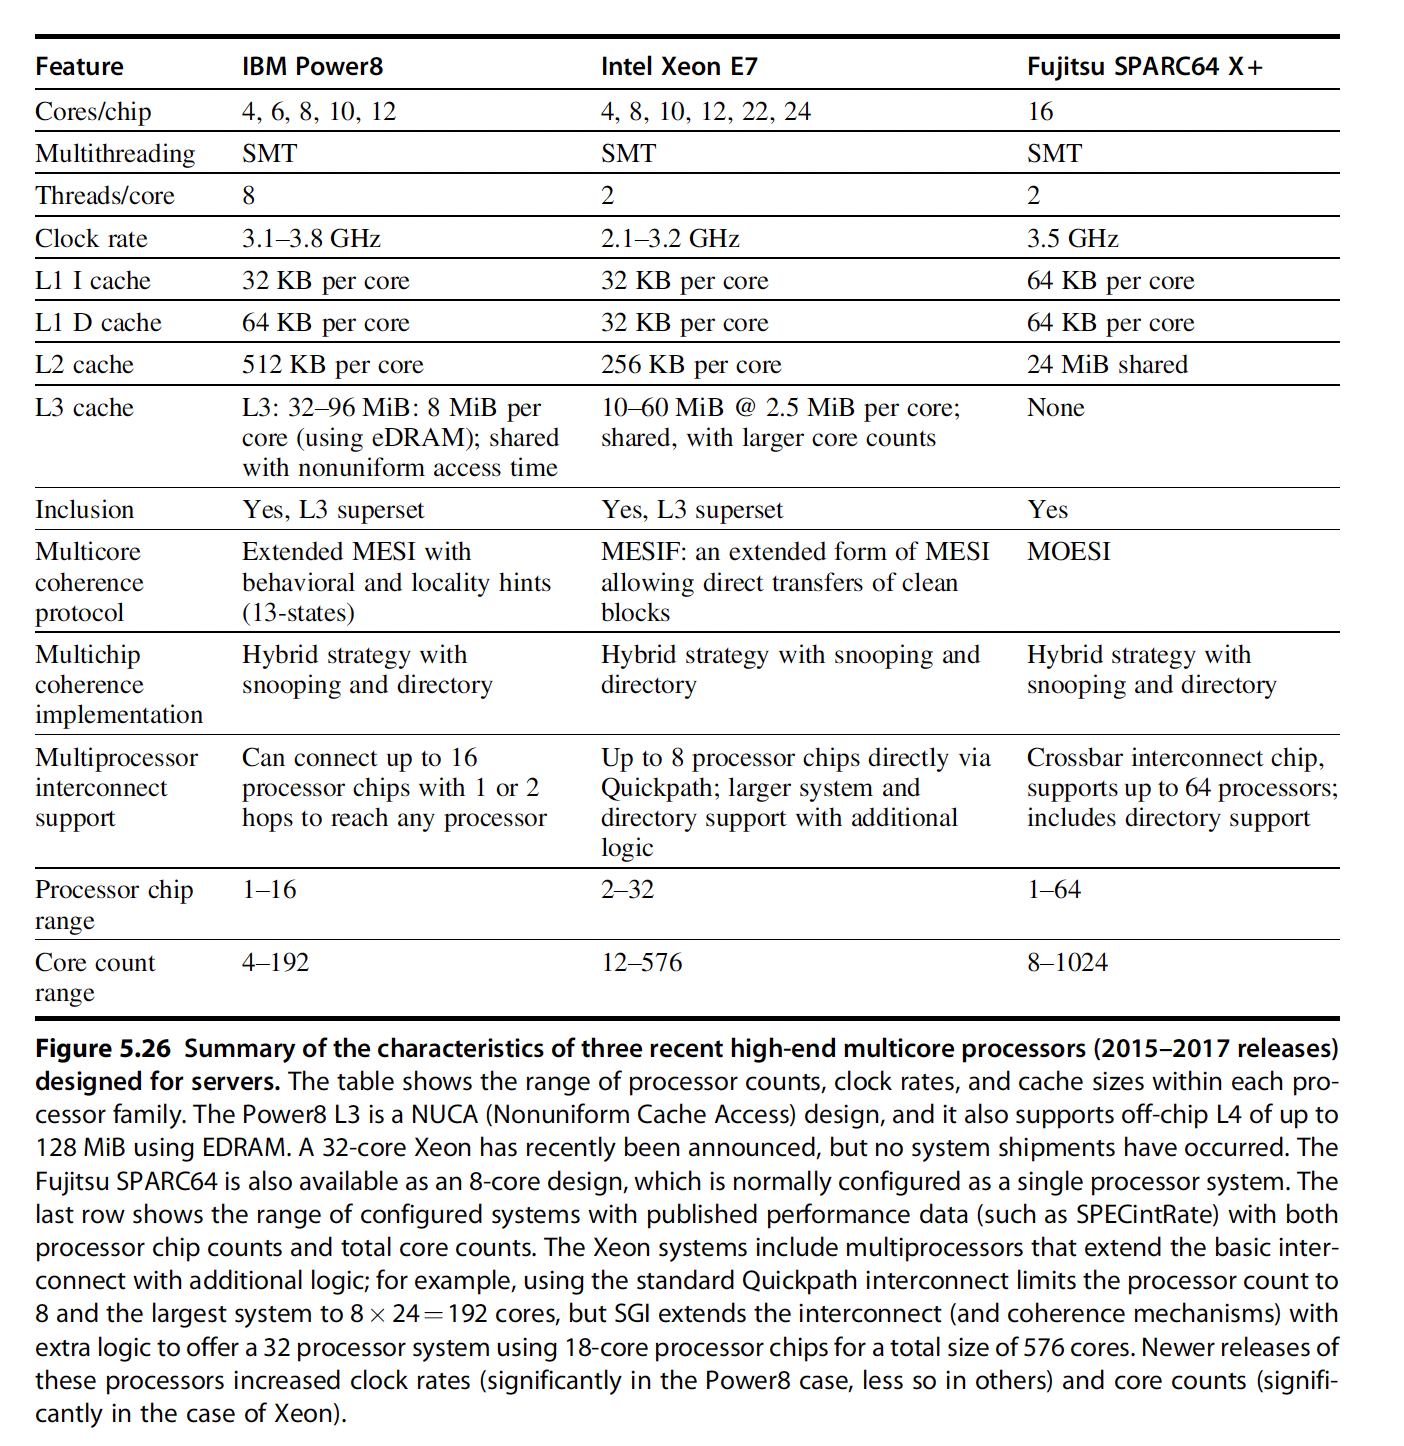 Feature IBM Power8 Intel Xeon E7 Fujitsu SPARC64 X+
Cores/chip 4, 6, 8, 10, 12 4, 8, 10, 12, 22, 24 16
Multithreading SMT SMT SMT
Threads/core 8 2 2
Clock rate 3.1–3.8 GHz 2.1–3.2 GHz 3.5 GHz
L1 I cache 32 KB per core 32 KB per core 64 KB per core
L1 D cache 64 KB per core 32 KB per core 64 KB per core
L2 cache 512 KB per core 256 KB per core 24 MiB shared
L3 cache L3: 32–96 MiB: 8 MiB per 10–60 MiB @ 2.5 MiB per core; None
core (using eDRAM); shared shared, with larger core counts
with nonuniform access time
Inclusion Yes, L3 superset Yes, L3 superset Yes
Multicore Extended MESI with MESIF: an extended form of MESI MOESI
coherence behavioral and locality hints allowing direct transfers of clean
protocol (13-states) blocks
Multichip Hybrid strategy with Hybrid strategy with snooping and Hybrid strategy with
coherence snooping and directory directory snooping and directory
implementation
Multiprocessor Can connect up to 16 Up to 8 processor chips directly via Crossbar interconnect chip,
interconnect processor chips with 1 or 2 Quickpath; larger system and supports up to 64 processors;
support hops to reach any processor directory support with additional includes directory support
logic
Processor chip 1–16 2–32 1–64
range
Core count 4–192 12–576 8–1024
range
Figure 5.26 Summary of the characteristics of three recent high-end multicore processors (2015–2017 releases)
designed for servers. The table shows the range of processor counts, clock rates, and cache sizes within each pro-
cessor family. The Power8 L3 is a NUCA (Nonuniform Cache Access) design, and it also supports off-chip L4 of up to
128 MiB using EDRAM. A 32-core Xeon has recently been announced, but no system shipments have occurred. The
Fujitsu SPARC64 is also available as an 8-core design, which is normally configured as a single processor system. The
last row shows the range of configured systems with published performance data (such as SPECintRate) with both
processor chip counts and total core counts. The Xeon systems include multiprocessors that extend the basic inter-
connect with additional logic; for example, using the standard Quickpath interconnect limits the processor count to
8 and the largest system to 8 × 24 = 192 cores, but SGI extends the interconnect (and coherence mechanisms) with
extra logic to offer a 32 processor system using 18-core processor chips for a total size of 576 cores. Newer releases of
these processors increased clock rates (significantly in the Power8 case, less so in others) and core counts (signifi-
cantly in the case of Xeon).